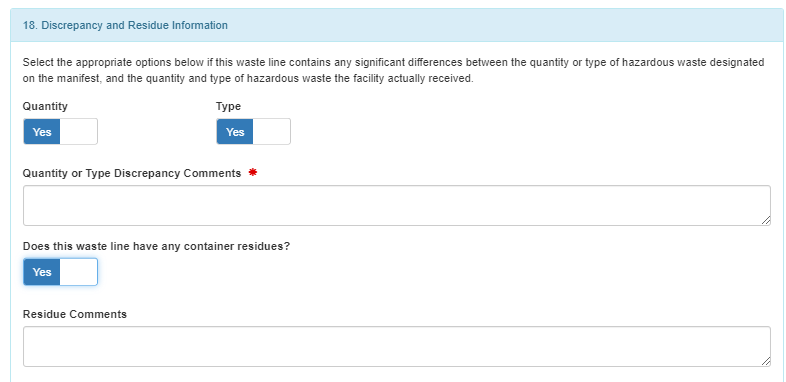 18. Discrepancy and Residue Information
Select the appropriate options below if this waste line contains any significant differences between the quantity or type of hazardous waste designated
on the manifest, and the quantity and type of hazardous waste the facility actually received.
Quantity Type
Yes Yes
Quantity or Type Discrepancy Comments *
Does this waste line have any container residues?
Yes
Residue Comments